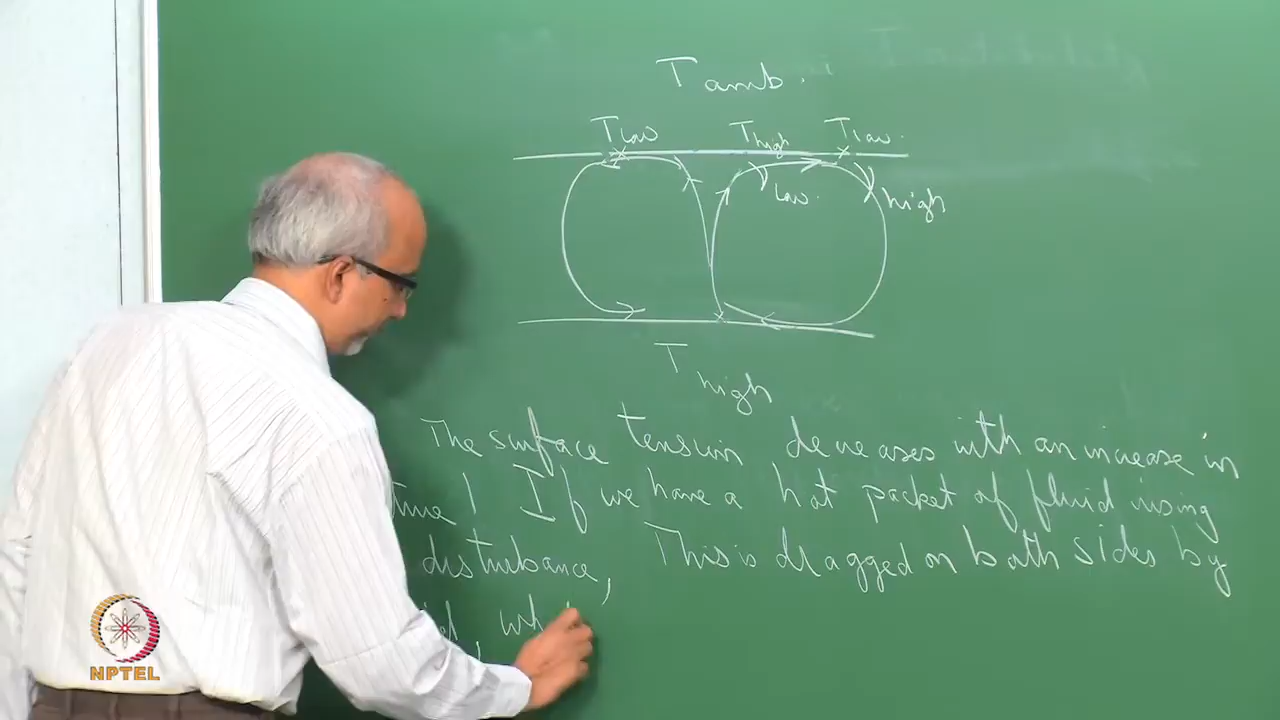 T amb.
T low T high T low.
low. high
T high
The surface tension decreases with an increase in
If we have a hot packet of fluid rising
disturbance, This is dragged on both sides by
NPTEL